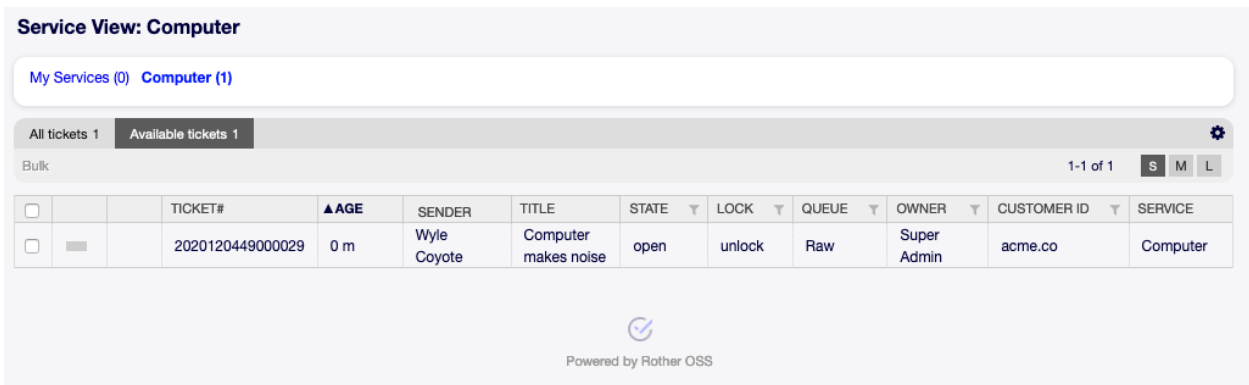 Service View: Computer
My Services (0) Computer (1)
All tickets 1 Available tickets 1
Bulk 1-1 of 1 S M L
TICKET# ▲AGE SENDER TITLE STATE LOCK QUEUE OWNER CUSTOMER ID SERVICE
2020120449000029 0 m Wyle Coyote Computer makes noise open unlock Raw Super Admin acme.co Computer
Powered by Rother OSS